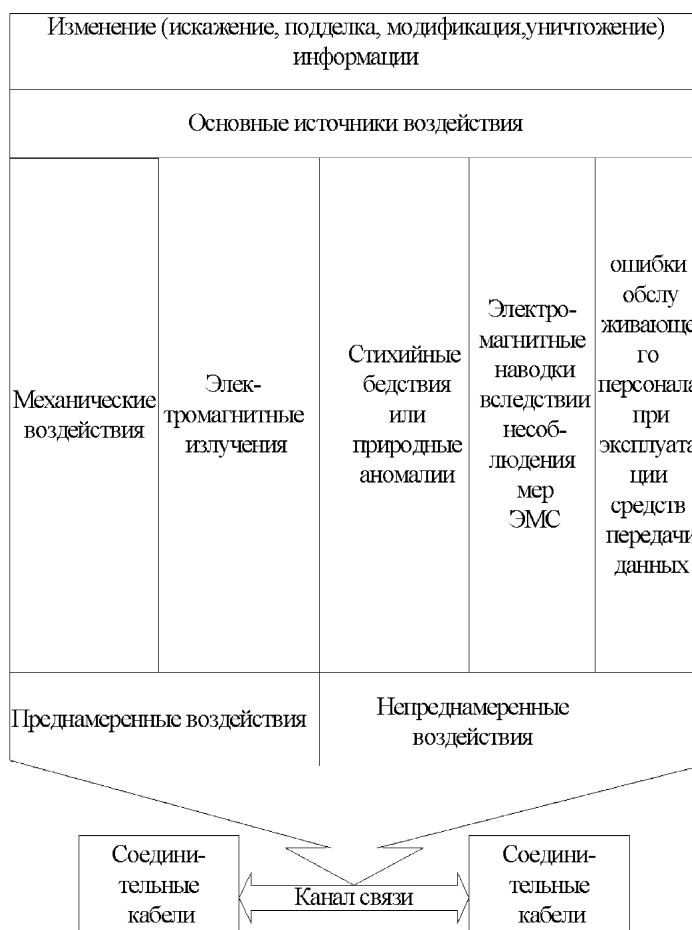 Изменение (искажение, подделка, модификация,уничтожение)
информации
Основные источники воздействия
Механические
воздействия
Элек-
тромагнитные
излучения
Стихийные
бедствия
или
природные
аномалии
Электро-
магнитные
наводки
вследствии
несоб-
людения
мер
ЭМС
ошибки
обслу
живающе
го
персонала
при
эксплуата
ции
средств
передачи
данных
Преднамеренные воздействия
Непреднамеренные
воздействия
Соедини-
тельные
кабели
Канал связи
Соедини-
тельные
кабели